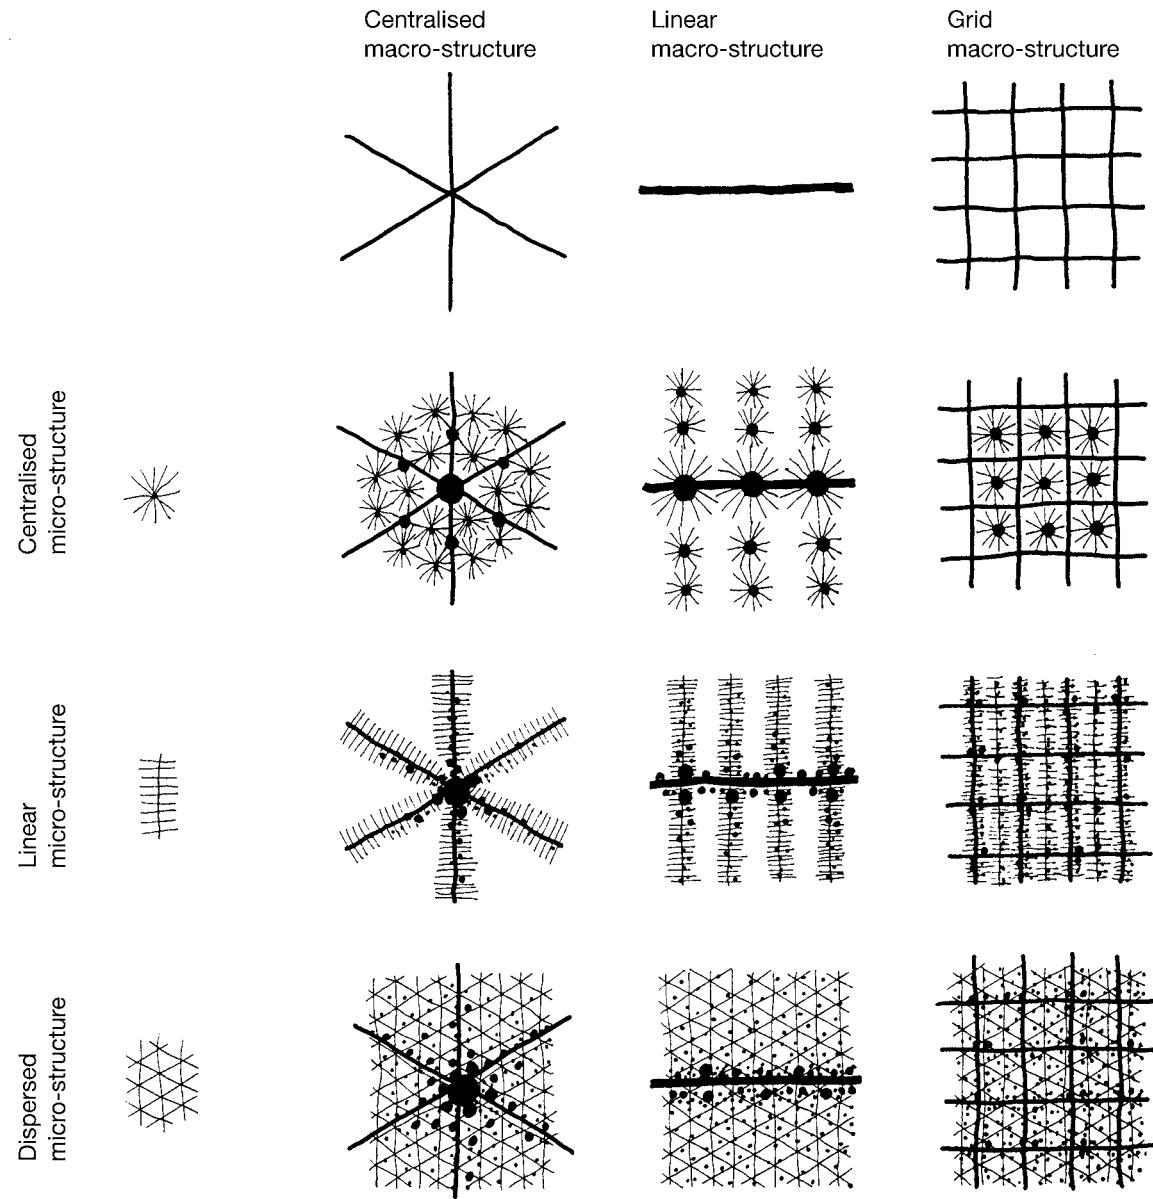 Centralised
macro-structure
Linear
macro-structure
Grid
macro-structure
Centralised
micro-structure
Linear
micro-structure
Dispersed
micro-structure